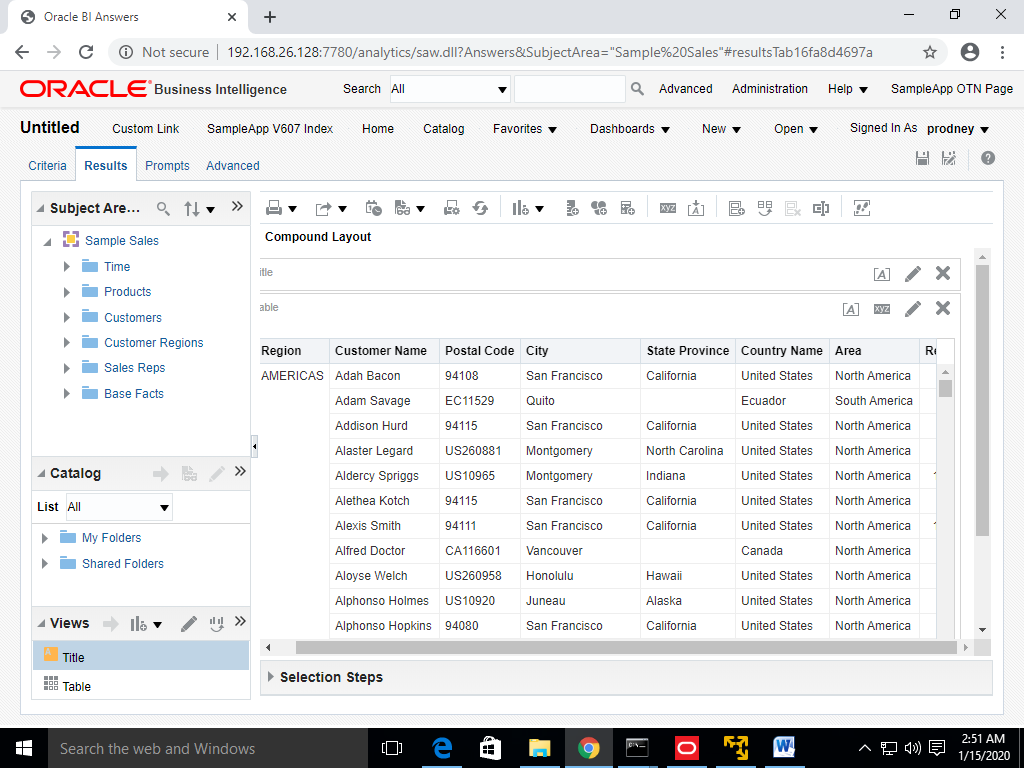 Oracle BI Answers
Not secure | 192.168.26.128:7780/analytics/saw.dll?Answers&SubjectArea="Sample%20Sales"#resultsTab16fa8d4697a
ORACLE Business Intelligence
Search All Advanced Administration Help SampleApp OTN Page
Untitled Custom Link SampleApp V607 Index Home Catalog Favorites Dashboards New Open Signed In As prodney
Criteria Results Prompts Advanced
Subject Are...
Sample Sales
Time
Products
Customers
Customer Regions
Sales Reps
Base Facts
Catalog
List All
My Folders
Shared Folders
Views
Title
Table
Compound Layout
itle
able
Region Customer Name Postal Code City State Province Country Name Area Re
AMERICAS Adah Bacon 94108 San Francisco California United States North America
Adam Savage EC11529 Quito Ecuador South America
Addison Hurd 94115 San Francisco California United States North America
Alaster Legard US260881 Montgomery North Carolina United States North America
Aldercy Spriggs US10965 Montgomery Indiana United States North America
Alethea Kotch 94115 San Francisco California United States North America
Alexis Smith 94111 San Francisco California United States North America
Alfred Doctor CA116601 Vancouver Canada North America
Aloyse Welch US260958 Honolulu Hawaii United States North America
Alphonso Holmes US10920 Juneau Alaska United States North America
Alphonso Hopkins 94080 San Francisco California United States North America
Selection Steps
Search the web and Windows
2:51 AM
1/15/2020